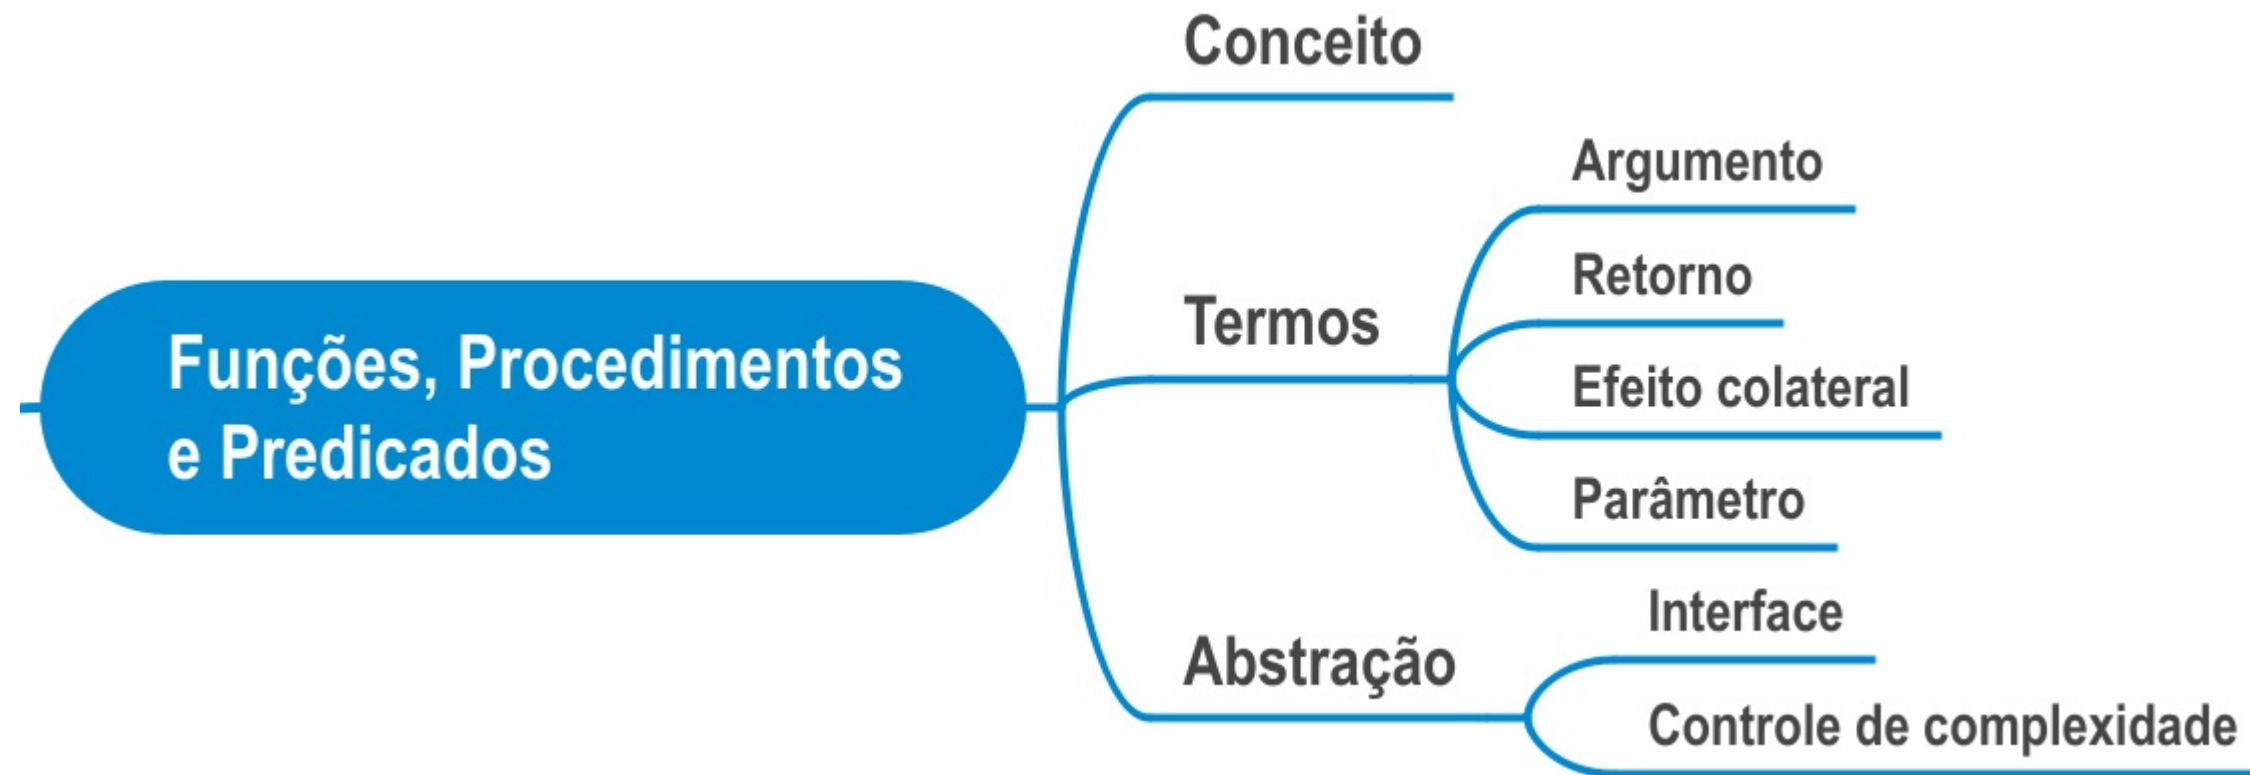 Conceito
Argumento
Retorno
Termos
Efeito colateral
Funções, Procedimentos
e Predicados
Parâmetro
Interface
Abstração
Controle de complexidade